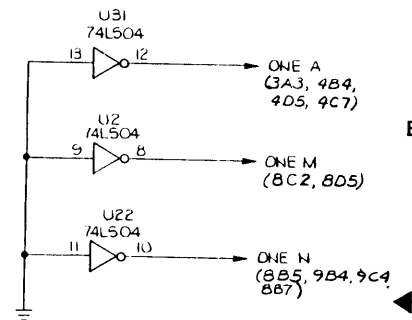 U31
74LS04
13 12
ONE A
(3A3, 4B4,
4D5, 4C7)
U2
74LS04
9 8
ONE M
(8C2, 8D5)
U22
74LS04
11 10
ONE N
(8B5, 9B4, 9C4,
8B7)